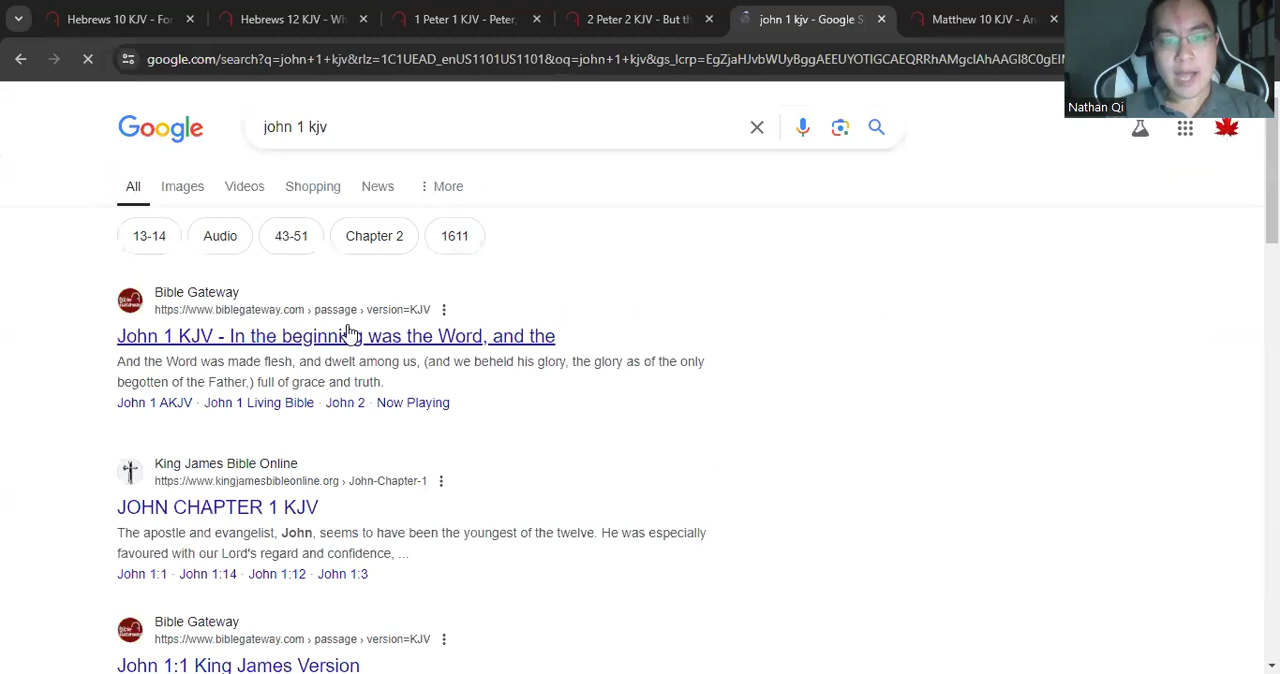 Hebrews 10 KJV - For
Hebrews 12 KJV - Wh
1 Peter 1 KJV - Peter,
2 Peter 2 KJV - But th
john 1 kjv - Google S
Matthew 10 KJV - An
google.com/search?q=john+1+kjv&rlz=1C1UEAD_enUS1101US1101&oq=john+1+kjv&gs_lcrp=EgZjaHJvbWUyBggAEEUYOTIGCAEQRRhAMgcIAhAAGI8C0gEI
Nathan Qi
Google
john 1 kjv
All Images Videos Shopping News More
13-14 Audio 43-51 Chapter 2 1611
Bible Gateway
https://www.biblegateway.com › passage › version=KJV
John 1 KJV - In the beginning was the Word, and the
And the Word was made flesh, and dwelt among us, (and we beheld his glory, the glory as of the only
begotten of the Father,) full of grace and truth.
John 1 AKJV · John 1 Living Bible · John 2 · Now Playing
King James Bible Online
https://www.kingjamesbibleonline.org › John-Chapter-1
JOHN CHAPTER 1 KJV
The apostle and evangelist, John, seems to have been the youngest of the twelve. He was especially
favoured with our Lord's regard and confidence, ...
John 1:1 · John 1:14 · John 1:12 · John 1:3
Bible Gateway
https://www.biblegateway.com › passage › version=KJV
John 1:1 King James Version